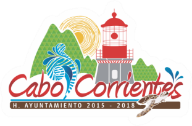 Cabo Corrientes
H. AYUNTAMIENTO 2015 - 2018